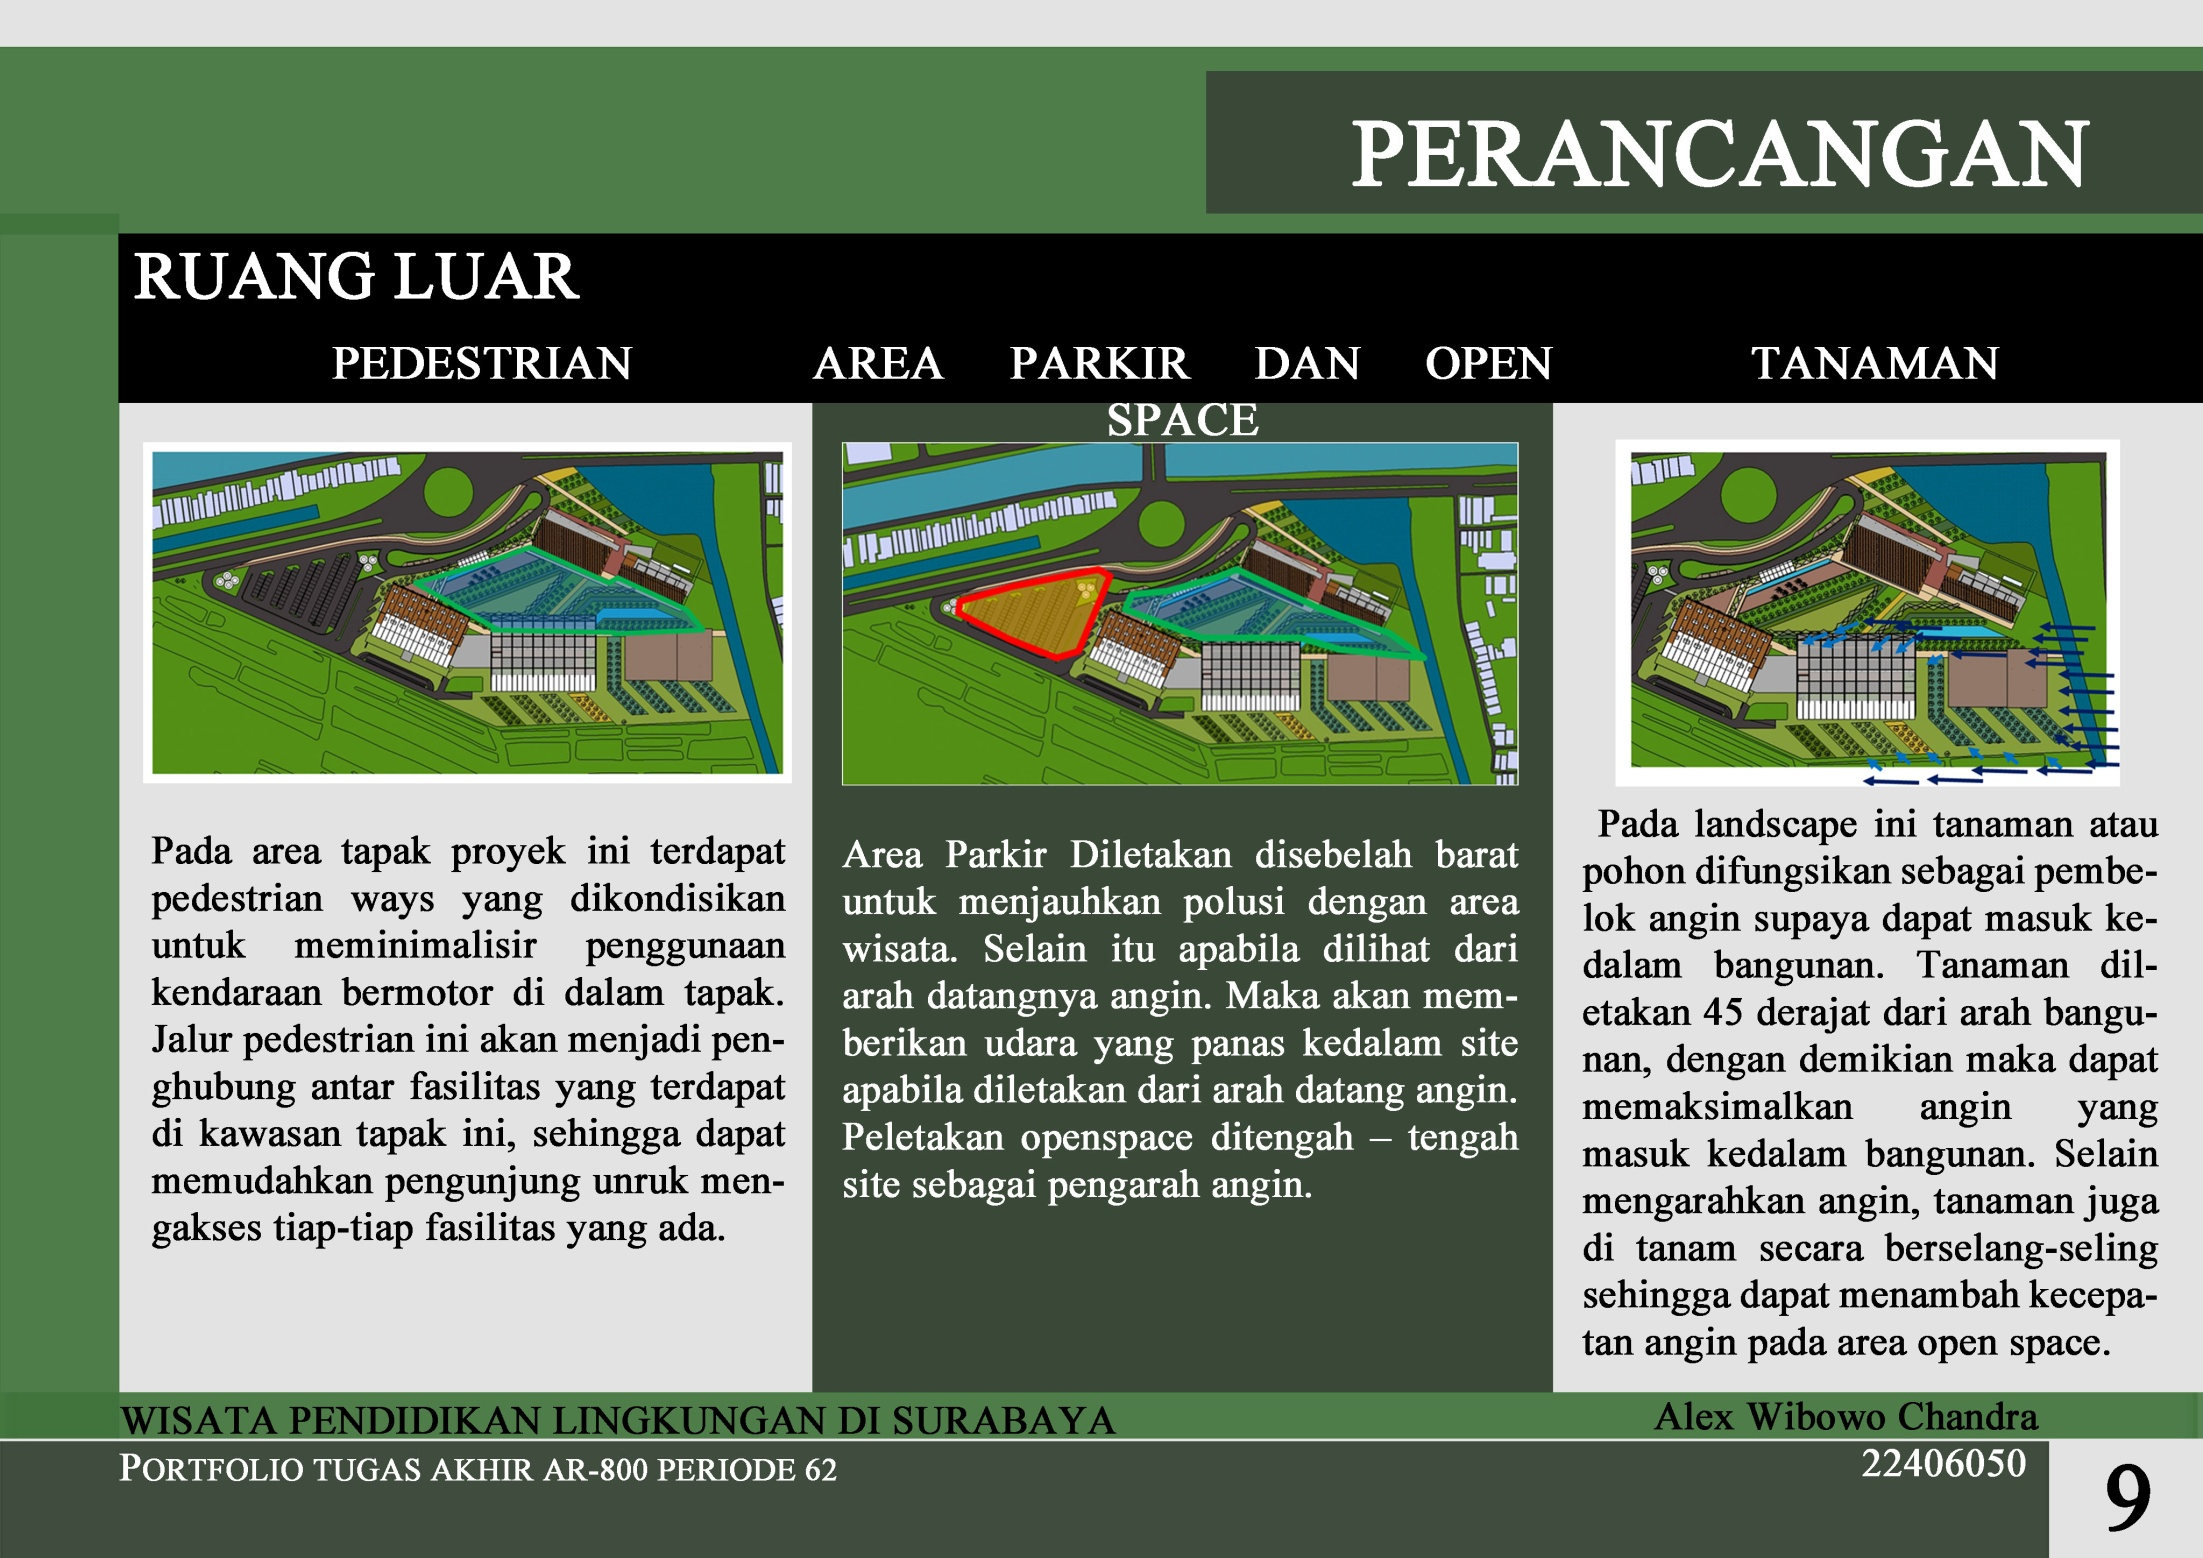 PERANCANGAN
RUANG LUAR
PEDESTRIAN
Pada area tapak proyek ini terdapat
pedestrian ways yang dikondisikan
untuk meminimalisir penggunaan
kendaraan bermotor di dalam tapak.
Jalur pedestrian ini akan menjadi pen-
ghubung antar fasilitas yang terdapat
di kawasan tapak ini, sehingga dapat
memudahkan pengunjung unruk men-
gakses tiap-tiap fasilitas yang ada.
AREA PARKIR DAN OPEN
SPACE
Area Parkir Diletakan disebelah barat
untuk menjauhkan polusi dengan area
wisata. Selain itu apabila dilihat dari
arah datangnya angin. Maka akan mem-
berikan udara yang panas kedalam site
apabila diletakan dari arah datang angin.
Peletakan openspace ditengah – tengah
site sebagai pengarah angin.
TANAMAN
Pada landscape ini tanaman atau
pohon difungsikan sebagai pembe-
lok angin supaya dapat masuk ke-
dalam bangunan. Tanaman dil-
etakan 45 derajat dari arah bangu-
nan, dengan demikian maka dapat
memaksimalkan angin yang
masuk kedalam bangunan. Selain
mengarahkan angin, tanaman juga
di tanam secara berselang-seling
sehingga dapat menambah kecepa-
tan angin pada area open space.
WISATA PENDIDIKAN LINGKUNGAN DI SURABAYA
PORTFOLIO TUGAS AKHIR AR-800 PERIODE 62
Alex Wibowo Chandra
22406050
9